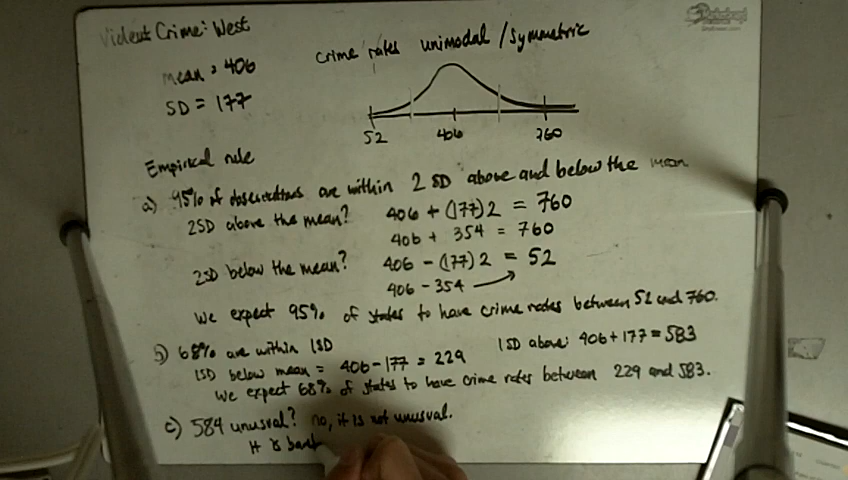 Violent Crime: West
mean = 406
SD = 177
crime rates unimodal / symmetric
52 406 760
Empirical rule
a) 95% of observations are within 2 SD above and below the mean
2SD above the mean? 406 + (177)2 = 760
406 + 354 = 760
2SD below the mean? 406 - (177)2 = 52
406 - 354
We expect 95% of states to have crime rates between 52 and 760.
b) 68% are within 1SD
1SD below mean = 406-177 = 229 1SD above: 406+177=583
We expect 68% of states to have crime rates between 229 and 583.
c) 584 unusual? no, it is not unusual.
It is